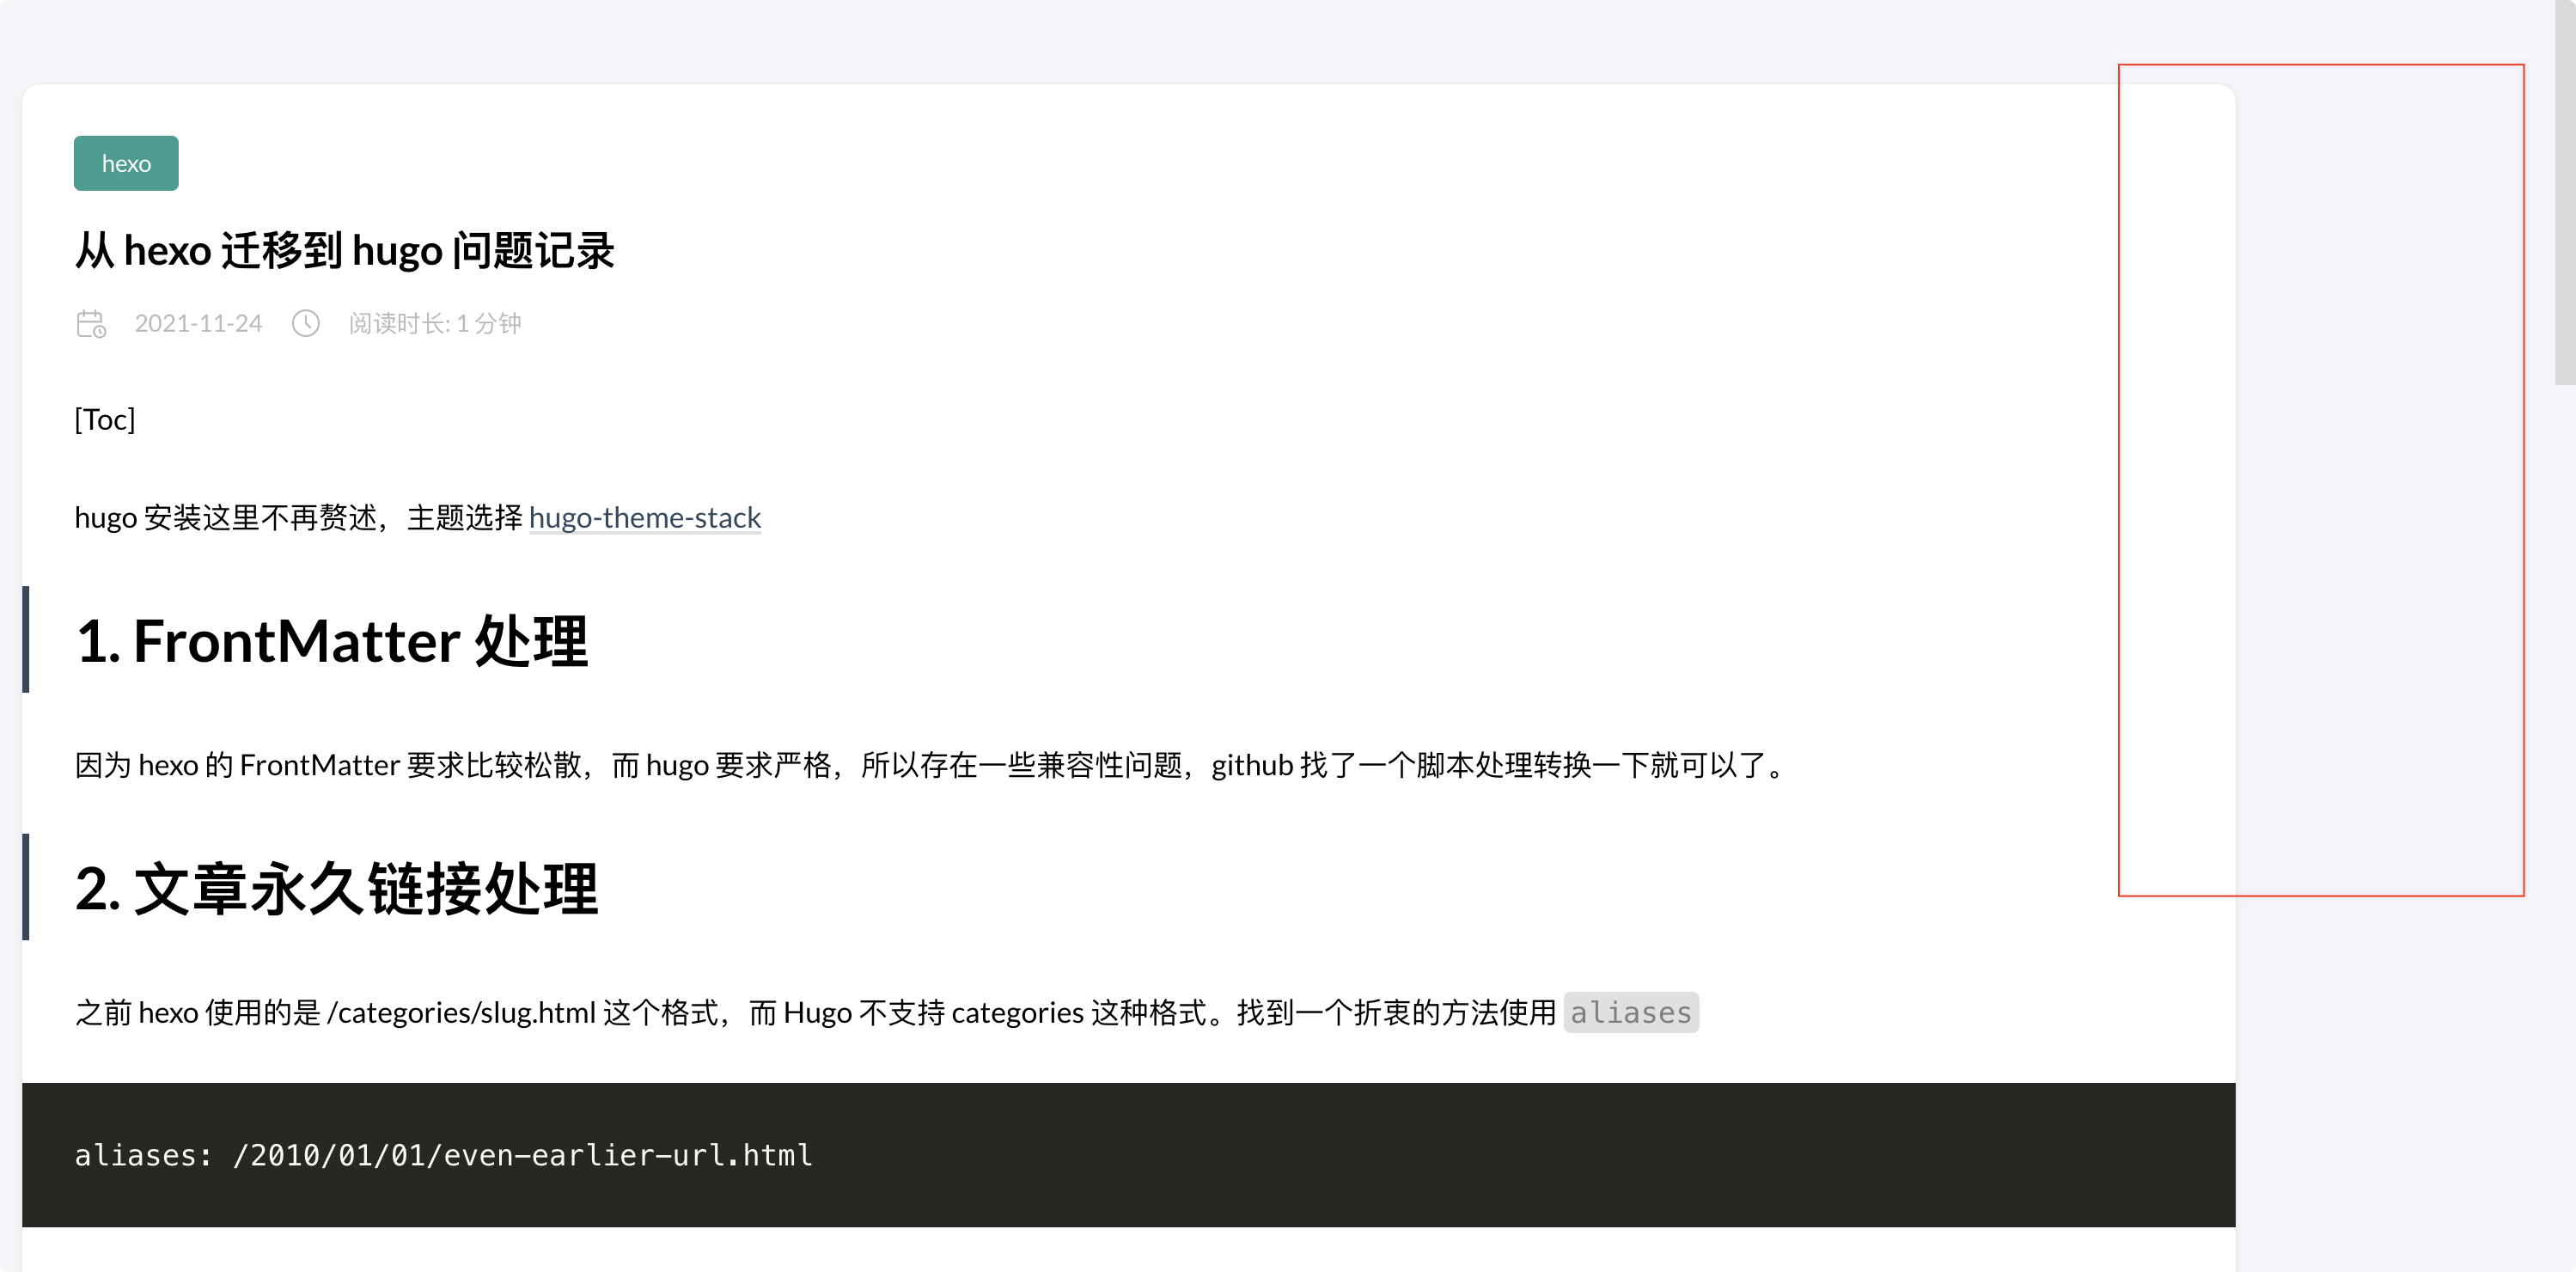 hexo
从 hexo 迁移到 hugo 问题记录
2021-11-24 阅读时长: 1 分钟
[Toc]
hugo 安装这里不再赘述，主题选择 hugo-theme-stack
1. FrontMatter 处理
因为 hexo 的 FrontMatter 要求比较松散，而 hugo 要求严格，所以存在一些兼容性问题，github 找了一个脚本处理转换一下就可以了。
2. 文章永久链接处理
之前 hexo 使用的是 /categories/slug.html 这个格式，而 Hugo 不支持 categories 这种格式。找到一个折衷的方法使用 aliases
aliases: /2010/01/01/even-earlier-url.html